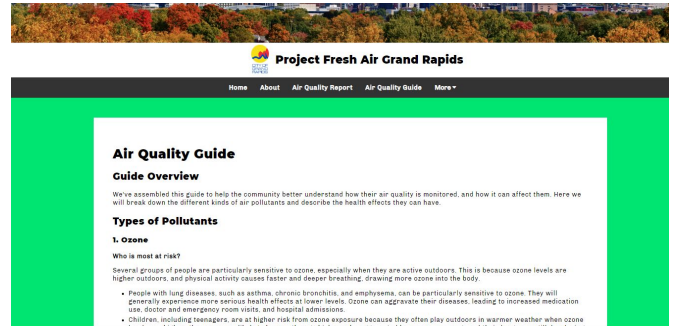 Project Fresh Air Grand Rapids
Home About Air Quality Report Air Quality Guide More
Air Quality Guide
Guide Overview
We've assembled this guide to help the community better understand how their air quality is monitored, and how it can affect them. Here we
will break down the different kinds of air pollutants and describe the health effects they can have.
Types of Pollutants
1. Ozone
Who is most at risk?
Several groups of people are particularly sensitive to ozone, especially when they are active outdoors. This is because ozone levels are
higher outdoors, and physical activity causes faster and deeper breathing, drawing more ozone into the body.
• People with lung diseases, such as asthma, chronic bronchitis, and emphysema, can be particularly sensitive to ozone. They will
generally experience more serious health effects at lower levels. Ozone can aggravate their diseases, leading to increased medication
use, doctor and emergency room visits, and hospital admissions.
• Children, including teenagers, are at higher risk from ozone exposure because they often play outdoors in warmer weather when ozone